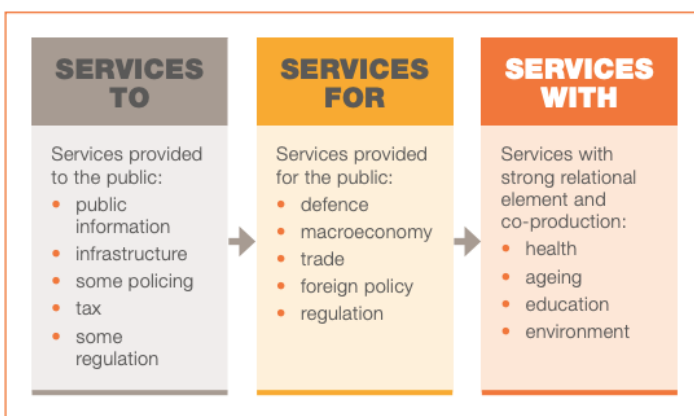 SERVICES
TO
Services provided
to the public:
• public
information
• infrastructure
• some policing
• tax
• some
regulation
SERVICES
FOR
Services provided
for the public:
• defence
• macroeconomy
• trade
• foreign policy
• regulation
SERVICES
WITH
Services with
strong relational
element and
co-production:
• health
• ageing
• education
• environment